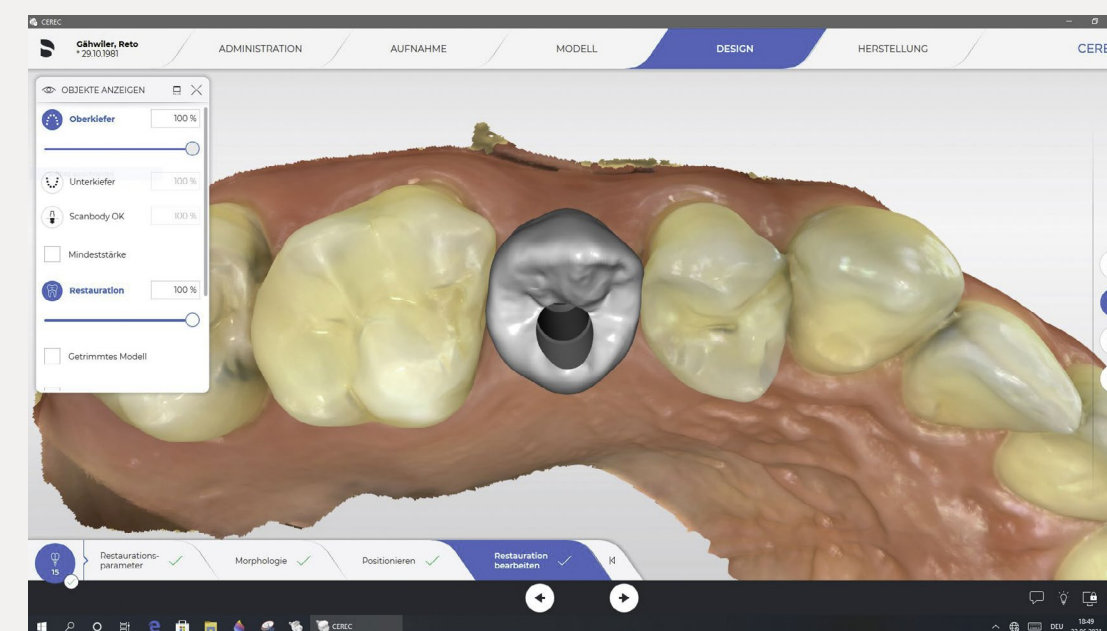 CEREC
Gähwiler, Reto
* 29.10.1981
ADMINISTRATION
AUFNAHME
MODELL
DESIGN
HERSTELLUNG
CERE
OBJEKTE ANZEIGEN
Oberkiefer 100 %
Unterkiefer 100 %
Scanbody OK 100 %
Mindeststärke
Restauration 100 %
Getrimmtes Modell
15
Restaurations-
parameter
Morphologie
Positionieren
Restauration
bearbeiten
CEREC
DEU
18:49